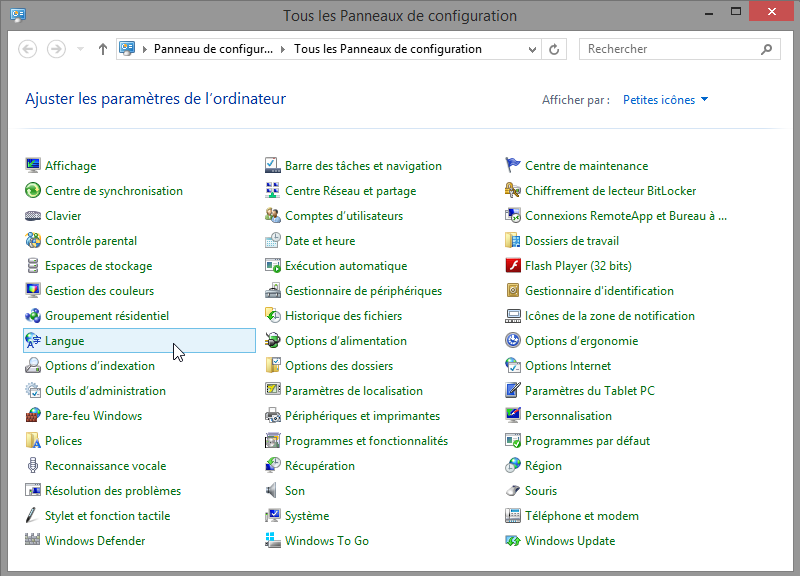 Tous les Panneaux de configuration
Panneau de configur... Tous les Panneaux de configuration
Rechercher
Ajuster les paramètres de l'ordinateur
Afficher par : Petites icônes
Affichage
Barre des tâches et navigation
Centre de maintenance
Centre de synchronisation
Centre Réseau et partage
Chiffrement de lecteur BitLocker
Clavier
Comptes d'utilisateurs
Connexions RemoteApp et Bureau à ...
Contrôle parental
Date et heure
Dossiers de travail
Espaces de stockage
Exécution automatique
Flash Player (32 bits)
Gestion des couleurs
Gestionnaire de périphériques
Gestionnaire d'identification
Groupement résidentiel
Historique des fichiers
Icônes de la zone de notification
Langue
Options d'alimentation
Options d'ergonomie
Options d'indexation
Options des dossiers
Options Internet
Outils d'administration
Paramètres de localisation
Paramètres du Tablet PC
Pare-feu Windows
Périphériques et imprimantes
Personnalisation
Polices
Programmes et fonctionnalités
Programmes par défaut
Reconnaissance vocale
Récupération
Région
Résolution des problèmes
Son
Souris
Stylet et fonction tactile
Système
Téléphone et modem
Windows Defender
Windows To Go
Windows Update